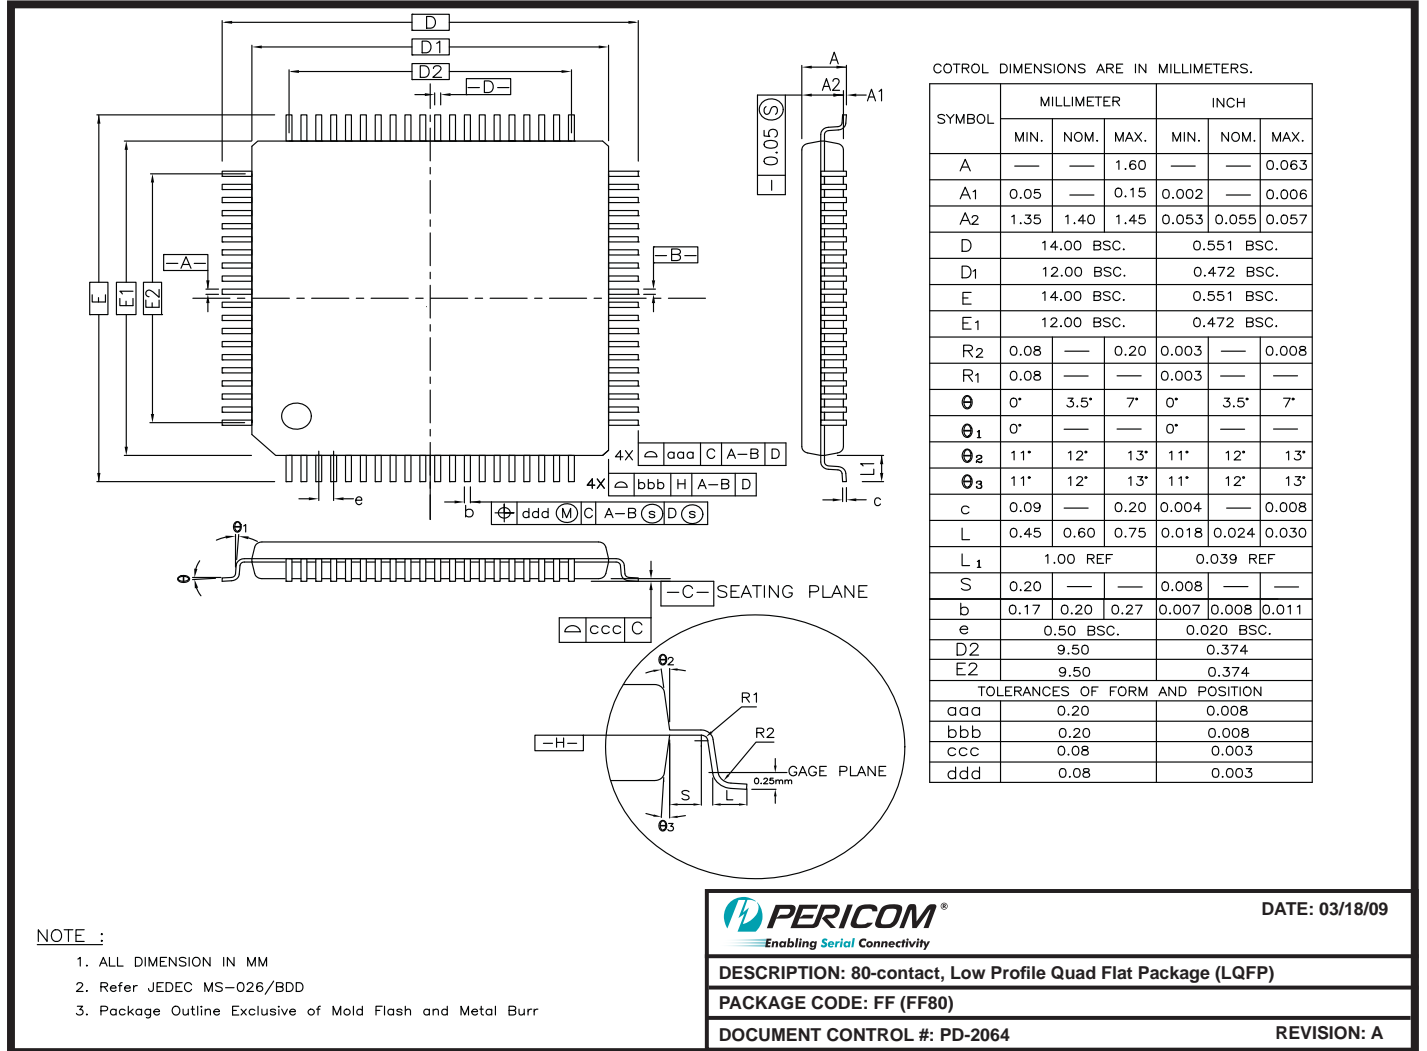 D
D1
D2
-D-
A
A2
A1
- 0.05 Ⓢ
-A-
-B-
E
E1
E2
4X ⌓ aaa C A-B D
4X ⌓ bbb H A-B D
e
b
⌖ ddd Ⓜ C A-B ⓢ D ⓢ
L1
c
θ1
θ
-C- SEATING PLANE
⌓ ccc C
θ2
R1
R2
-H-
GAGE PLANE
0.25mm
S
L
θ3
COTROL DIMENSIONS ARE IN MILLIMETERS.
SYMBOL MILLIMETER INCH
MIN. NOM. MAX. MIN. NOM. MAX.
A — — 1.60 — — 0.063
A1 0.05 — 0.15 0.002 — 0.006
A2 1.35 1.40 1.45 0.053 0.055 0.057
D 14.00 BSC. 0.551 BSC.
D1 12.00 BSC. 0.472 BSC.
E 14.00 BSC. 0.551 BSC.
E1 12.00 BSC. 0.472 BSC.
R2 0.08 — 0.20 0.003 — 0.008
R1 0.08 — — 0.003 — —
θ 0° 3.5° 7° 0° 3.5° 7°
θ1 0° — — 0° — —
θ2 11° 12° 13° 11° 12° 13°
θ3 11° 12° 13° 11° 12° 13°
c 0.09 — 0.20 0.004 — 0.008
L 0.45 0.60 0.75 0.018 0.024 0.030
L1 1.00 REF 0.039 REF
S 0.20 — — 0.008 — —
b 0.17 0.20 0.27 0.007 0.008 0.011
e 0.50 BSC. 0.020 BSC.
D2 9.50 0.374
E2 9.50 0.374
TOLERANCES OF FORM AND POSITION
aaa 0.20 0.008
bbb 0.20 0.008
ccc 0.08 0.003
ddd 0.08 0.003
NOTE :
1. ALL DIMENSION IN MM
2. Refer JEDEC MS-026/BDD
3. Package Outline Exclusive of Mold Flash and Metal Burr
PERICOM®
Enabling Serial Connectivity
DATE: 03/18/09
DESCRIPTION: 80-contact, Low Profile Quad Flat Package (LQFP)
PACKAGE CODE: FF (FF80)
DOCUMENT CONTROL #: PD-2064
REVISION: A